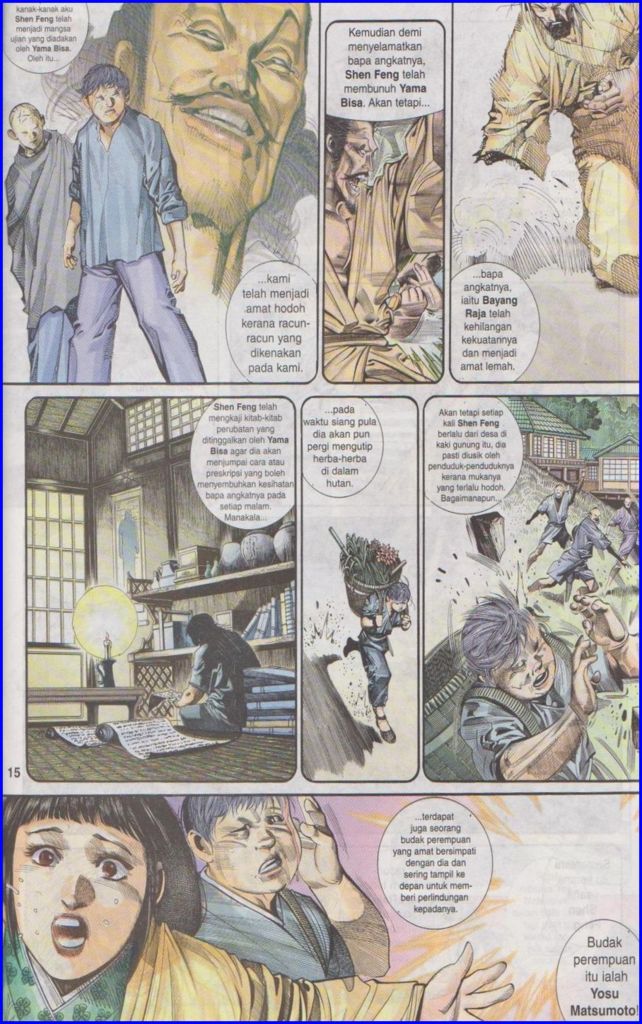 kanak-kanak aku
Shen Feng telah
menjadi mangsa
ujian yang diadakan
oleh Yama Bisa.
Oleh itu...
...kami
telah menjadi
amat hodoh
kerana racun-
racun yang
dikenakan
pada kami.
Kemudian demi
menyelamatkan
bapa angkatnya,
Shen Feng telah
membunuh Yama
Bisa. Akan tetapi...
...bapa
angkatnya,
iaitu Bayang
Raja telah
kehilangan
kekuatannya
dan menjadi
amat lemah.
Shen Feng telah
mengkaji kitab-kitab
perubatan yang
ditinggalkan oleh Yama
Bisa agar dia akan
menjumpai cara atau
preskripsi yang boleh
menyembuhkan kesihatan
bapa angkatnya pada
setiap malam.
Manakala...
...pada
waktu siang pula
dia akan pun
pergi mengutip
herba-herba
di dalam
hutan.
Akan tetapi setiap
kali Shen Feng
berlalu dari desa di
kaki gunung itu, dia
pasti diusik oleh
penduduk-penduduknya
kerana mukanya
yang terlalu hodoh.
Bagaimanapun...
15
...terdapat
juga seorang
budak perempuan
yang amat bersimpati
dengan dia dan
sering tampil ke
depan untuk mem-
beri perlindungan
kepadanya.
Budak
perempuan
itu ialah
Yosu
Matsumoto!